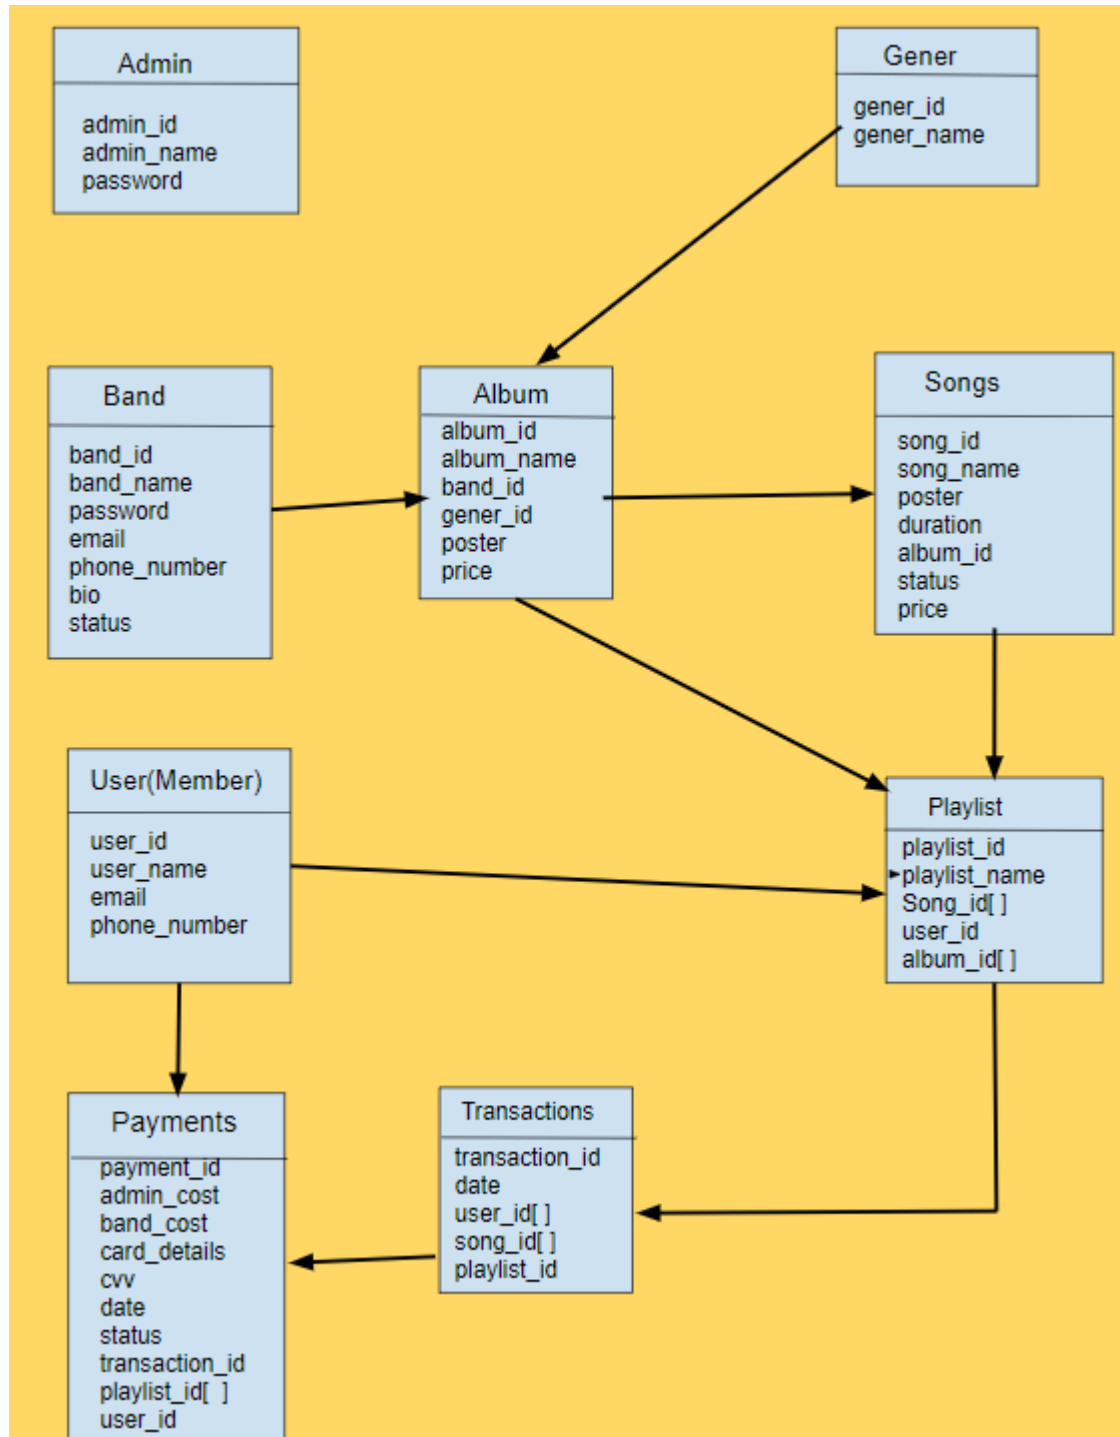 Admin
admin_id
admin_name
password
Gener
gener_id
gener_name
Band
band_id
band_name
password
email
phone_number
bio
status
Album
album_id
album_name
band_id
gener_id
poster
price
Songs
song_id
song_name
poster
duration
album_id
status
price
User(Member)
user_id
user_name
email
phone_number
Playlist
playlist_id
playlist_name
Song_id[ ]
user_id
album_id[ ]
Payments
payment_id
admin_cost
band_cost
card_details
cvv
date
status
transaction_id
playlist_id[  ]
user_id
Transactions
transaction_id
date
user_id[ ]
song_id[ ]
playlist_id